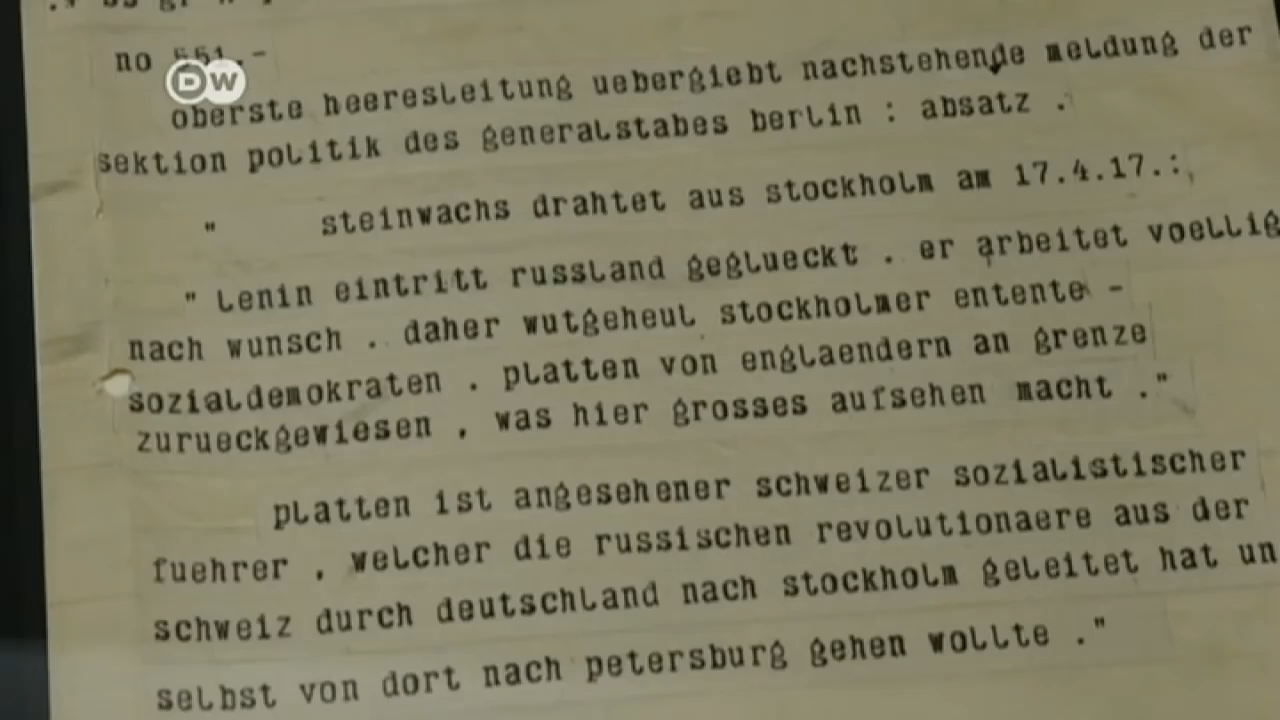 no 551.-
DW
oberste heeresleitung uebergiebt nachstehende meldung der
sektion politik des generalstabes berlin : absatz .
" steinwachs drahtet aus stockholm am 17.4.17.:
" Lenin eintritt russland geglueckt . er arbeitet voellig
nach wunsch . daher wutgeheul stockholmer entente -
sozialdemokraten . platten von englaendern an grenze
zurueckgewiesen , was hier grosses aufsehen macht ."
platten ist angesehener schweizer sozialistischer
fuehrer , welcher die russischen revolutionaere aus der
schweiz durch deutschland nach stockholm geleitet hat un
selbst von dort nach petersburg gehen wollte ."